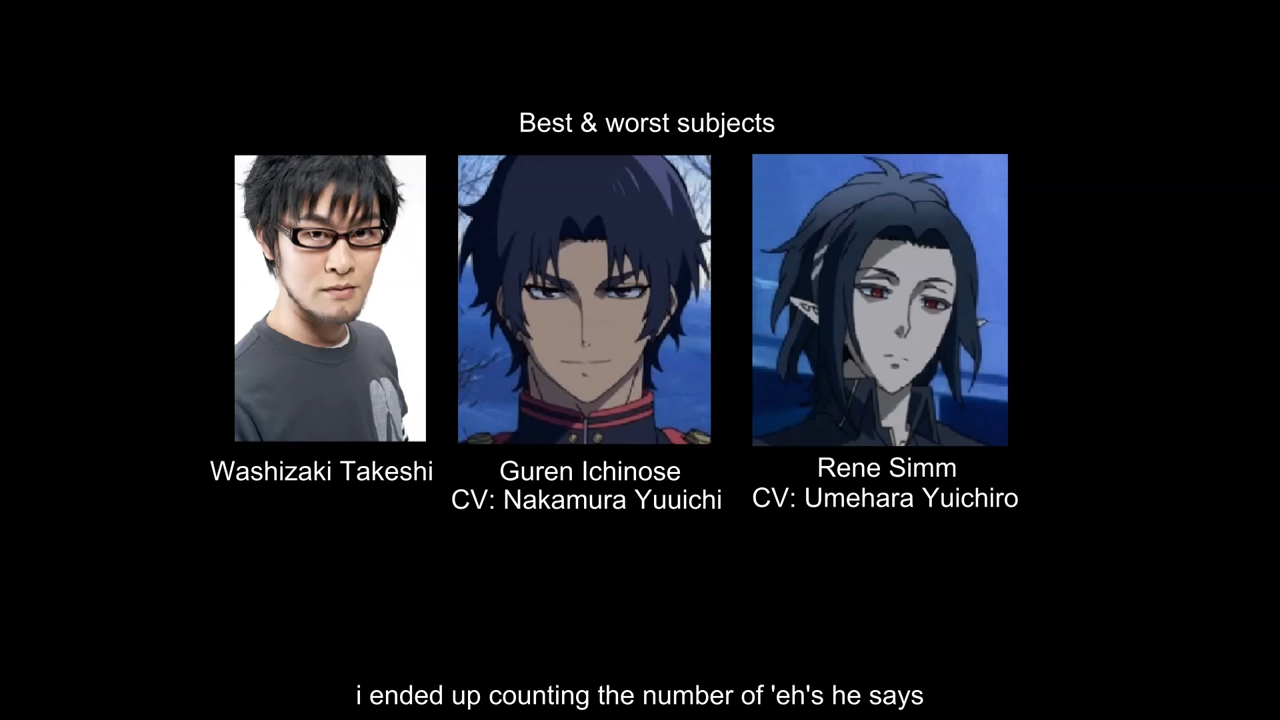 Best & worst subjects
Washizaki Takeshi
Guren Ichinose
CV: Nakamura Yuuichi
Rene Simm
CV: Umehara Yuichiro
i ended up counting the number of 'eh's he says